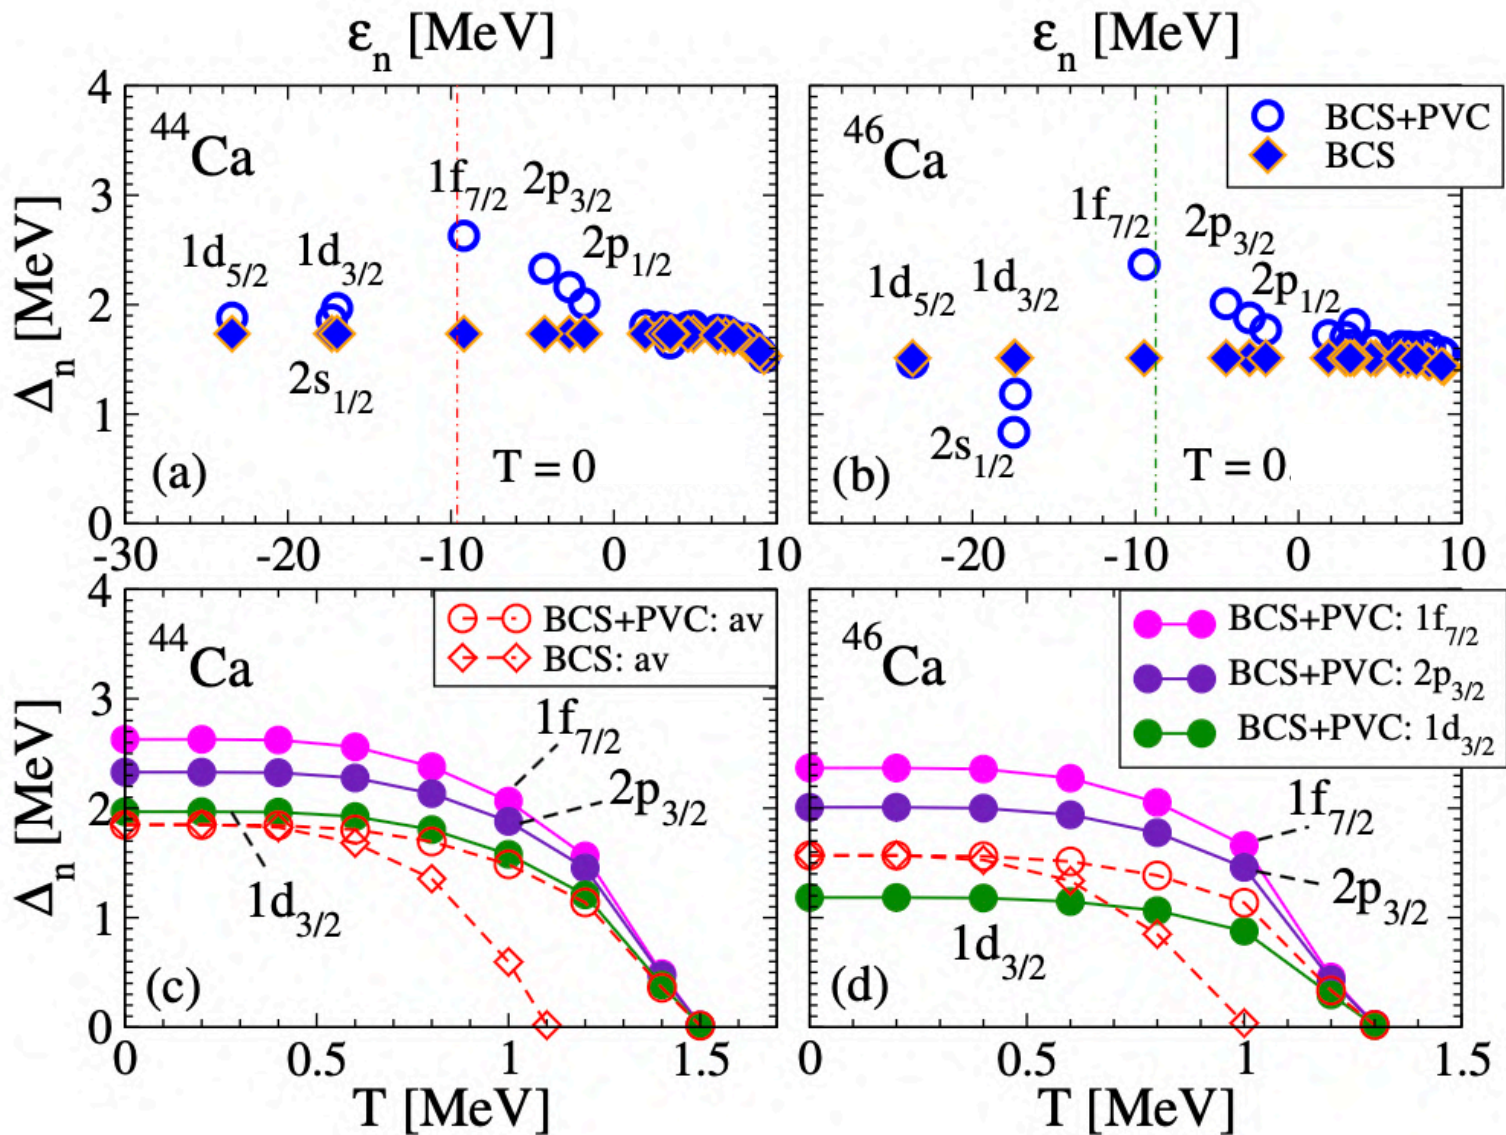 εn [MeV] εn [MeV]
4
3
2
1
0
Δn [MeV]
44Ca
1d5/2
1d3/2
2s1/2
1f7/2
2p3/2
2p1/2
(a)
T = 0
-30 -20 -10 0 10
46Ca
BCS+PVC
BCS
1d5/2
1d3/2
2s1/2
1f7/2
2p3/2
2p1/2
(b)
T = 0
-20 -10 0 10
4
3
2
1
0
Δn [MeV]
44Ca
BCS+PVC: av
BCS: av
1f7/2
2p3/2
1d3/2
(c)
0 0.5 1 1.5
T [MeV]
46Ca
BCS+PVC: 1f7/2
BCS+PVC: 2p3/2
BCS+PVC: 1d3/2
1f7/2
2p3/2
1d3/2
(d)
0 0.5 1 1.5
T [MeV]